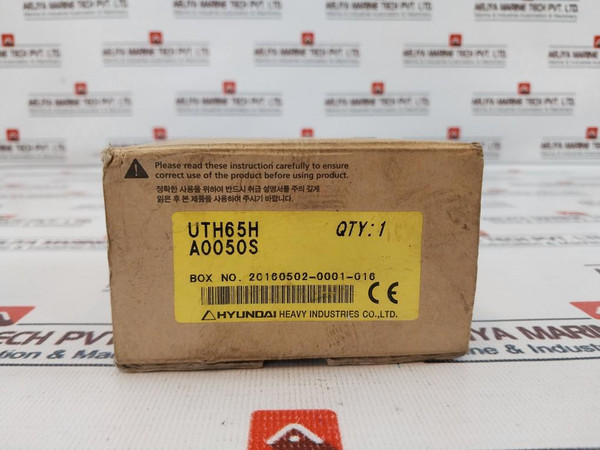 Please read these instruction carefully to ensure
correct use of the product before using product.
정확한 사용을 위하여 반드시 취급 설명서를 주의 깊게
읽은 후 본 제품을 사용하여 주시기 바랍니다.
UTH65H QTY: 1
A0050S
BOX NO. 20160502-0001-016
CE
HYUNDAI HEAVY INDUSTRIES CO.,LTD.